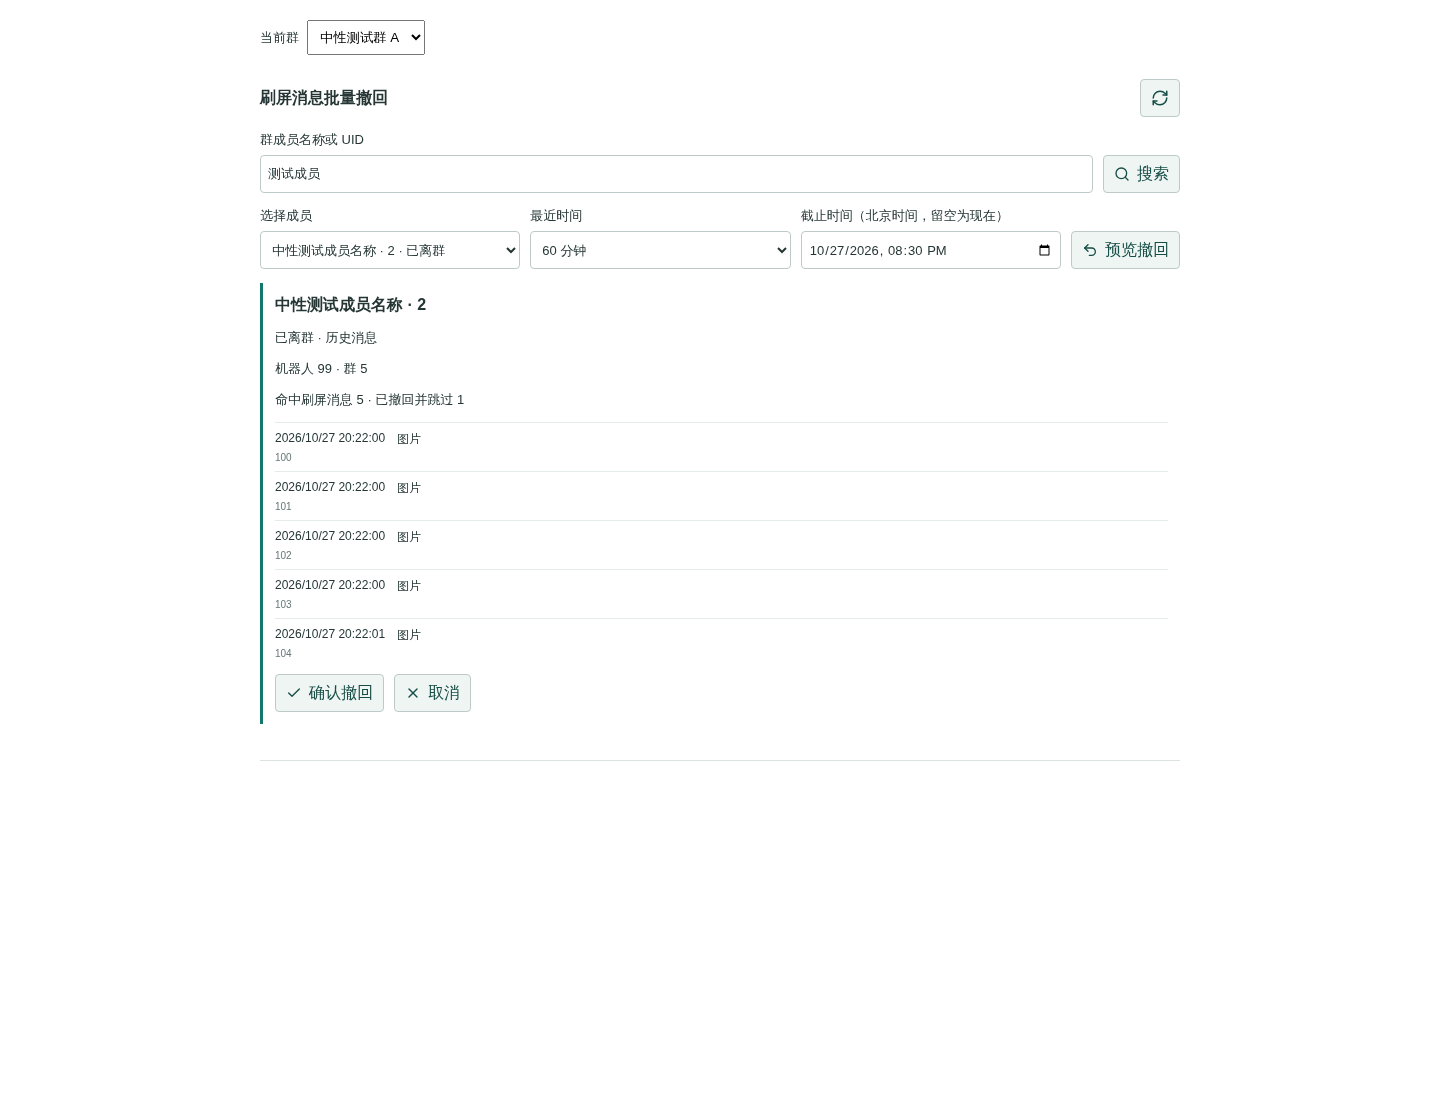 当前群 中性测试群 A
刷屏消息批量撤回
群成员名称或 UID
测试成员 搜索
选择成员 最近时间 截止时间（北京时间，留空为现在）
中性测试成员名称 · 2 · 已离群 60 分钟 10/27/2026, 08:30 PM 预览撤回
中性测试成员名称 · 2
已离群 · 历史消息
机器人 99 · 群 5
命中刷屏消息 5 · 已撤回并跳过 1
2026/10/27 20:22:00 图片
100
2026/10/27 20:22:00 图片
101
2026/10/27 20:22:00 图片
102
2026/10/27 20:22:00 图片
103
2026/10/27 20:22:01 图片
104
确认撤回 取消